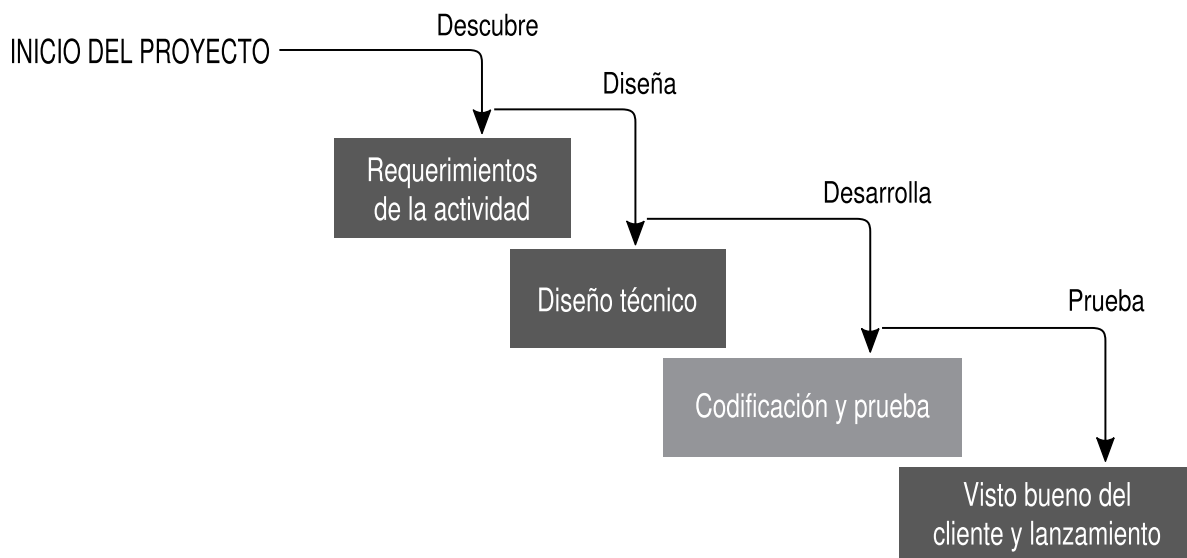 Descubre
INICIO DEL PROYECTO
Diseña
Requerimientos
de la actividad
Desarrolla
Diseño técnico
Prueba
Codificación y prueba
Visto bueno del
cliente y lanzamiento